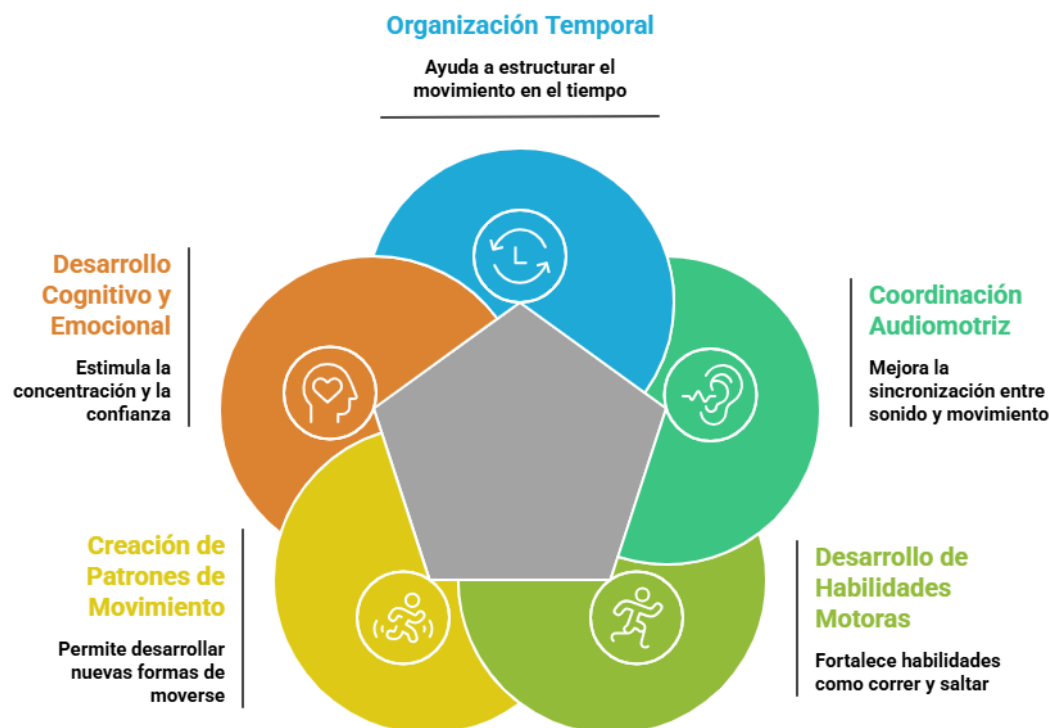 Organización Temporal
Ayuda a estructurar el
movimiento en el tiempo
L
Desarrollo
Cognitivo y
Emocional
Estimula la
concentración y la
confianza
Coordinación
Audiomotriz
Mejora la
sincronización entre
sonido y movimiento
Creación de
Patrones de
Movimiento
Permite desarrollar
nuevas formas de
moverse
Desarrollo de
Habilidades
Motoras
Fortalece habilidades
como correr y saltar